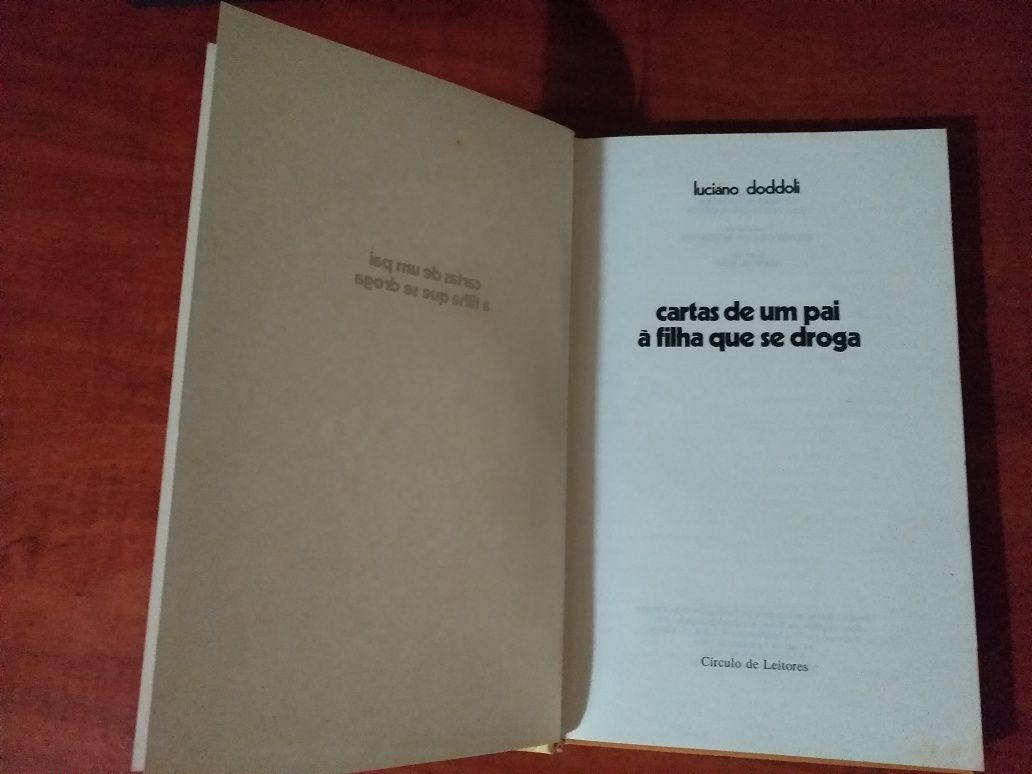 cartas de um pai
à filha que se droga
luciano doddoli
cartas de um pai
à filha que se droga
Círculo de Leitores